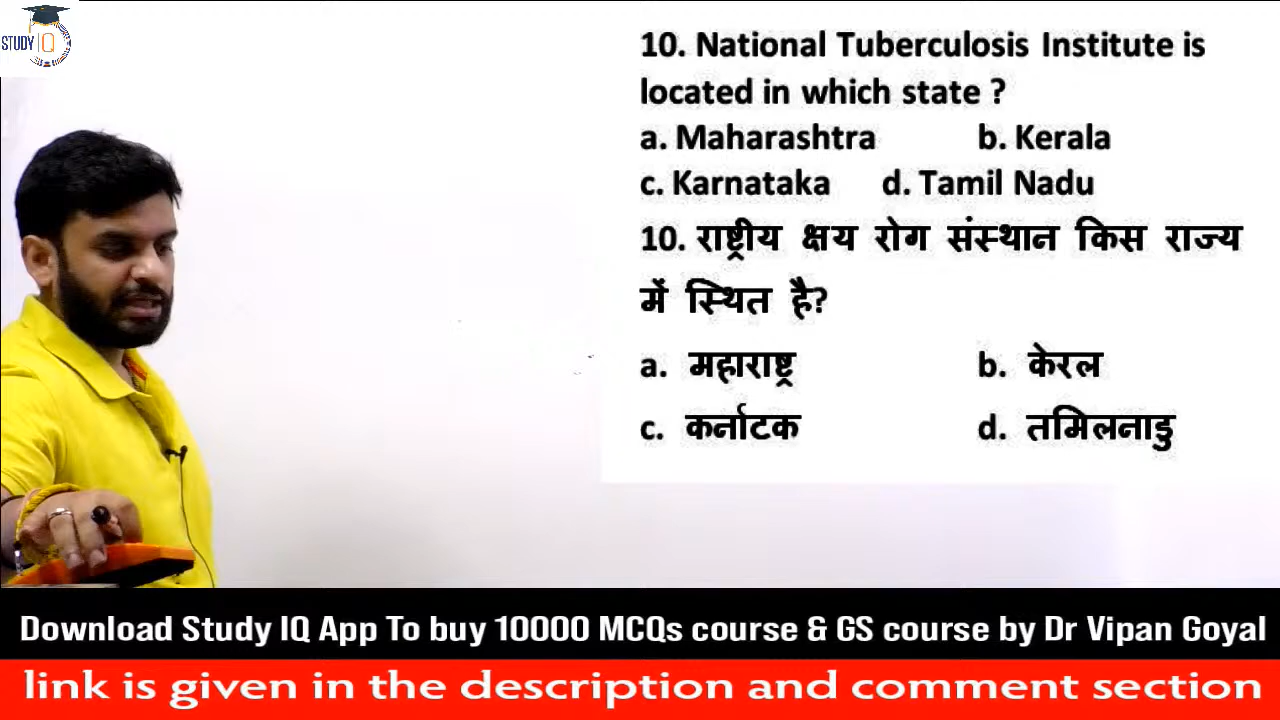 STUDY IQ
10. National Tuberculosis Institute is
located in which state ?
a. Maharashtra b. Kerala
c. Karnataka d. Tamil Nadu
10. राष्ट्रीय क्षय रोग संस्थान किस राज्य
में स्थित है?
a. महाराष्ट्र b. केरल
c. कर्नाटक d. तमिलनाडु
Download Study IQ App To buy 10000 MCQs course & GS course by Dr Vipan Goyal
link is given in the description and comment section